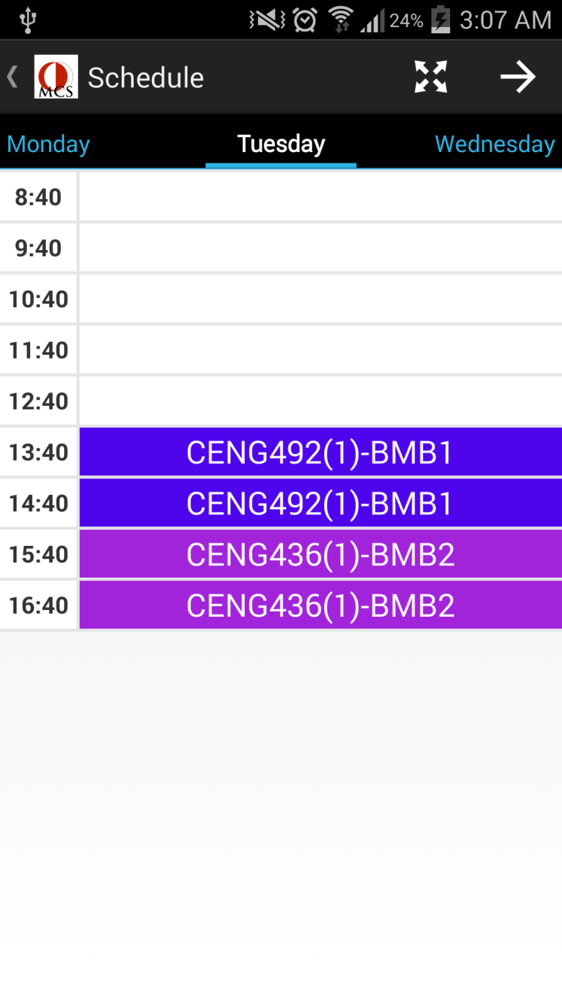 24% 3:07 AM
MCS Schedule
Monday Tuesday Wednesday
8:40
9:40
10:40
11:40
12:40
13:40 CENG492(1)-BMB1
14:40 CENG492(1)-BMB1
15:40 CENG436(1)-BMB2
16:40 CENG436(1)-BMB2